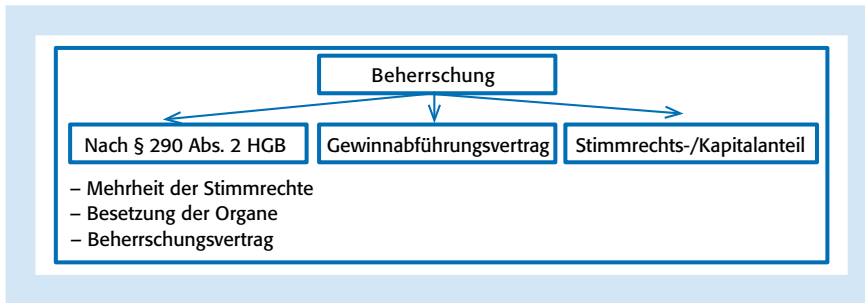 Beherrschung
Nach § 290 Abs. 2 HGB
Gewinnabführungsvertrag
Stimmrechts-/Kapitalanteil
– Mehrheit der Stimmrechte
– Besetzung der Organe
– Beherrschungsvertrag